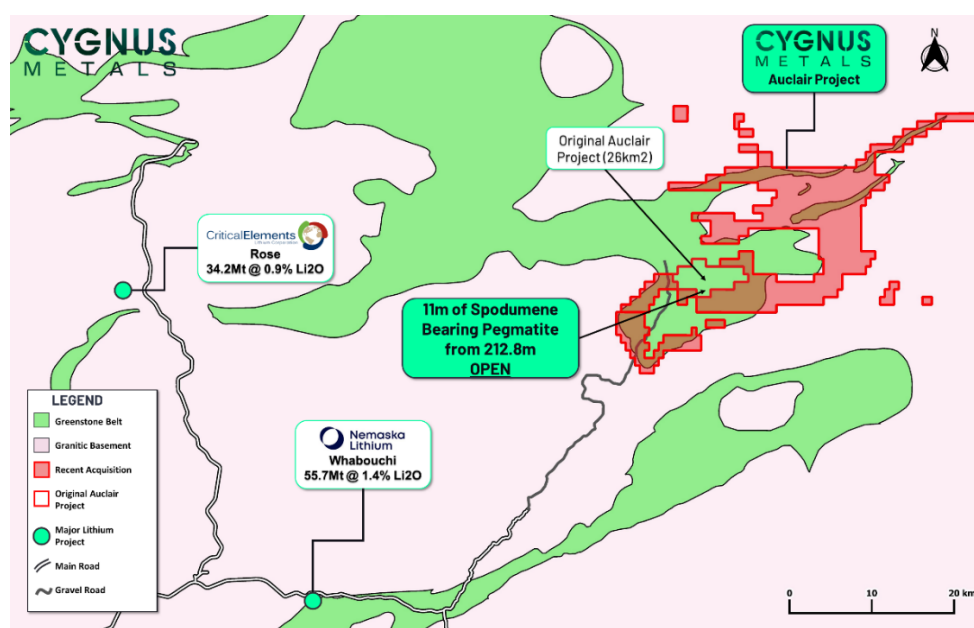 CYGNUS
METALS
CYGNUS
METALS
Auclair Project
N
Original Auclair
Project (26km2)
CriticalElements
Lithium Corporation
Rose
34.2Mt @ 0.9% Li2O
11m of Spodumene
Bearing Pegmatite
from 212.8m
OPEN
LEGEND
Greenstone Belt
Granitic Basement
Recent Acquisition
Original Auclair
Project
Major Lithium
Project
Main Road
Gravel Road
Nemaska
Lithium
Whabouchi
55.7Mt @ 1.4% Li2O
0 10 20 km